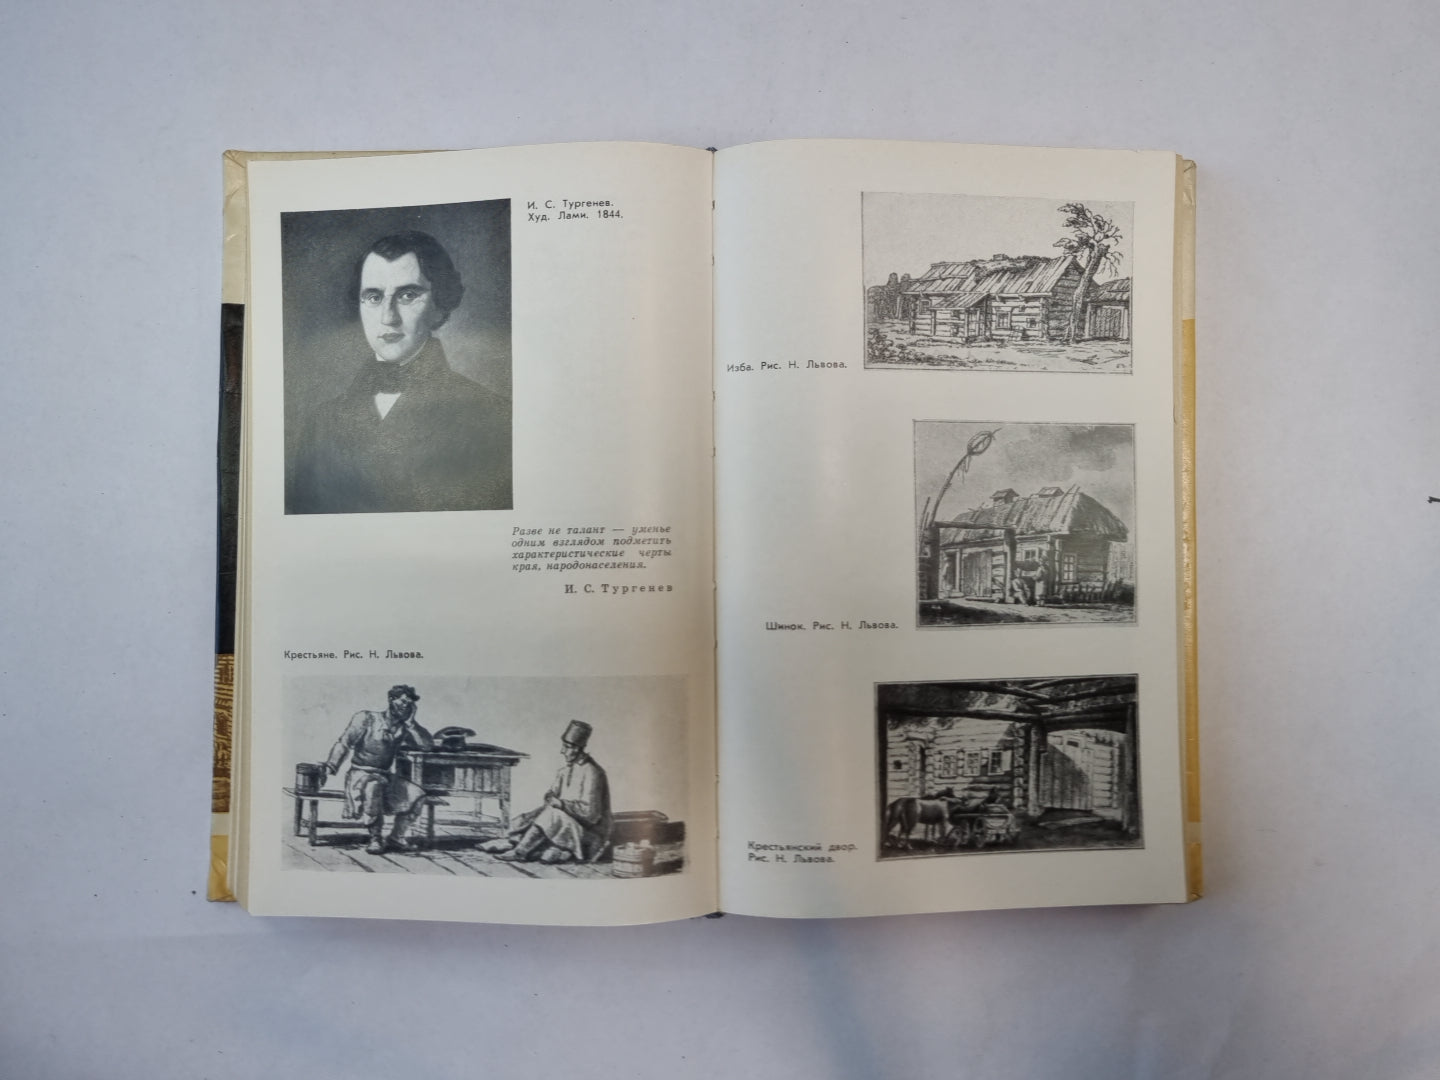 И. С. Тургенев.
Худ. Лами. 1844.
Разве не талант — уменье
одним взглядом подметить
характеристические черты
края, народонаселения.
И. С. Тургенев
Крестьяне. Рис. Н. Львова.
Изба. Рис. Н. Львова.
Шинок. Рис. Н. Львова.
Крестьянский двор.
Рис. Н. Львова.